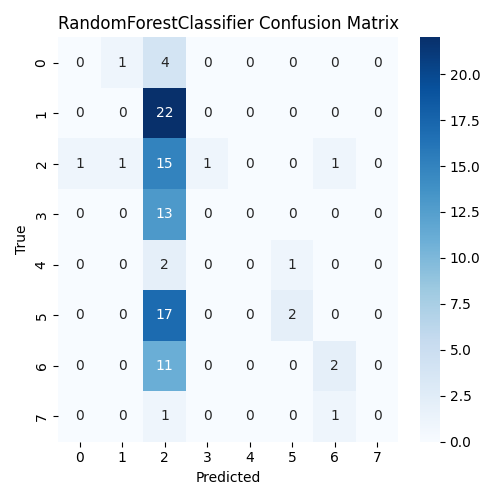 RandomForestClassifier Confusion Matrix
0 0 1 4 0 0 0 0 0
1 0 0 22 0 0 0 0 0
2 1 1 15 1 0 0 1 0
3 0 0 13 0 0 0 0 0
4 0 0 2 0 0 1 0 0
5 0 0 17 0 0 2 0 0
6 0 0 11 0 0 0 2 0
7 0 0 1 0 0 0 1 0
0 1 2 3 4 5 6 7
True
Predicted
20.0
17.5
15.0
12.5
10.0
7.5
5.0
2.5
0.0